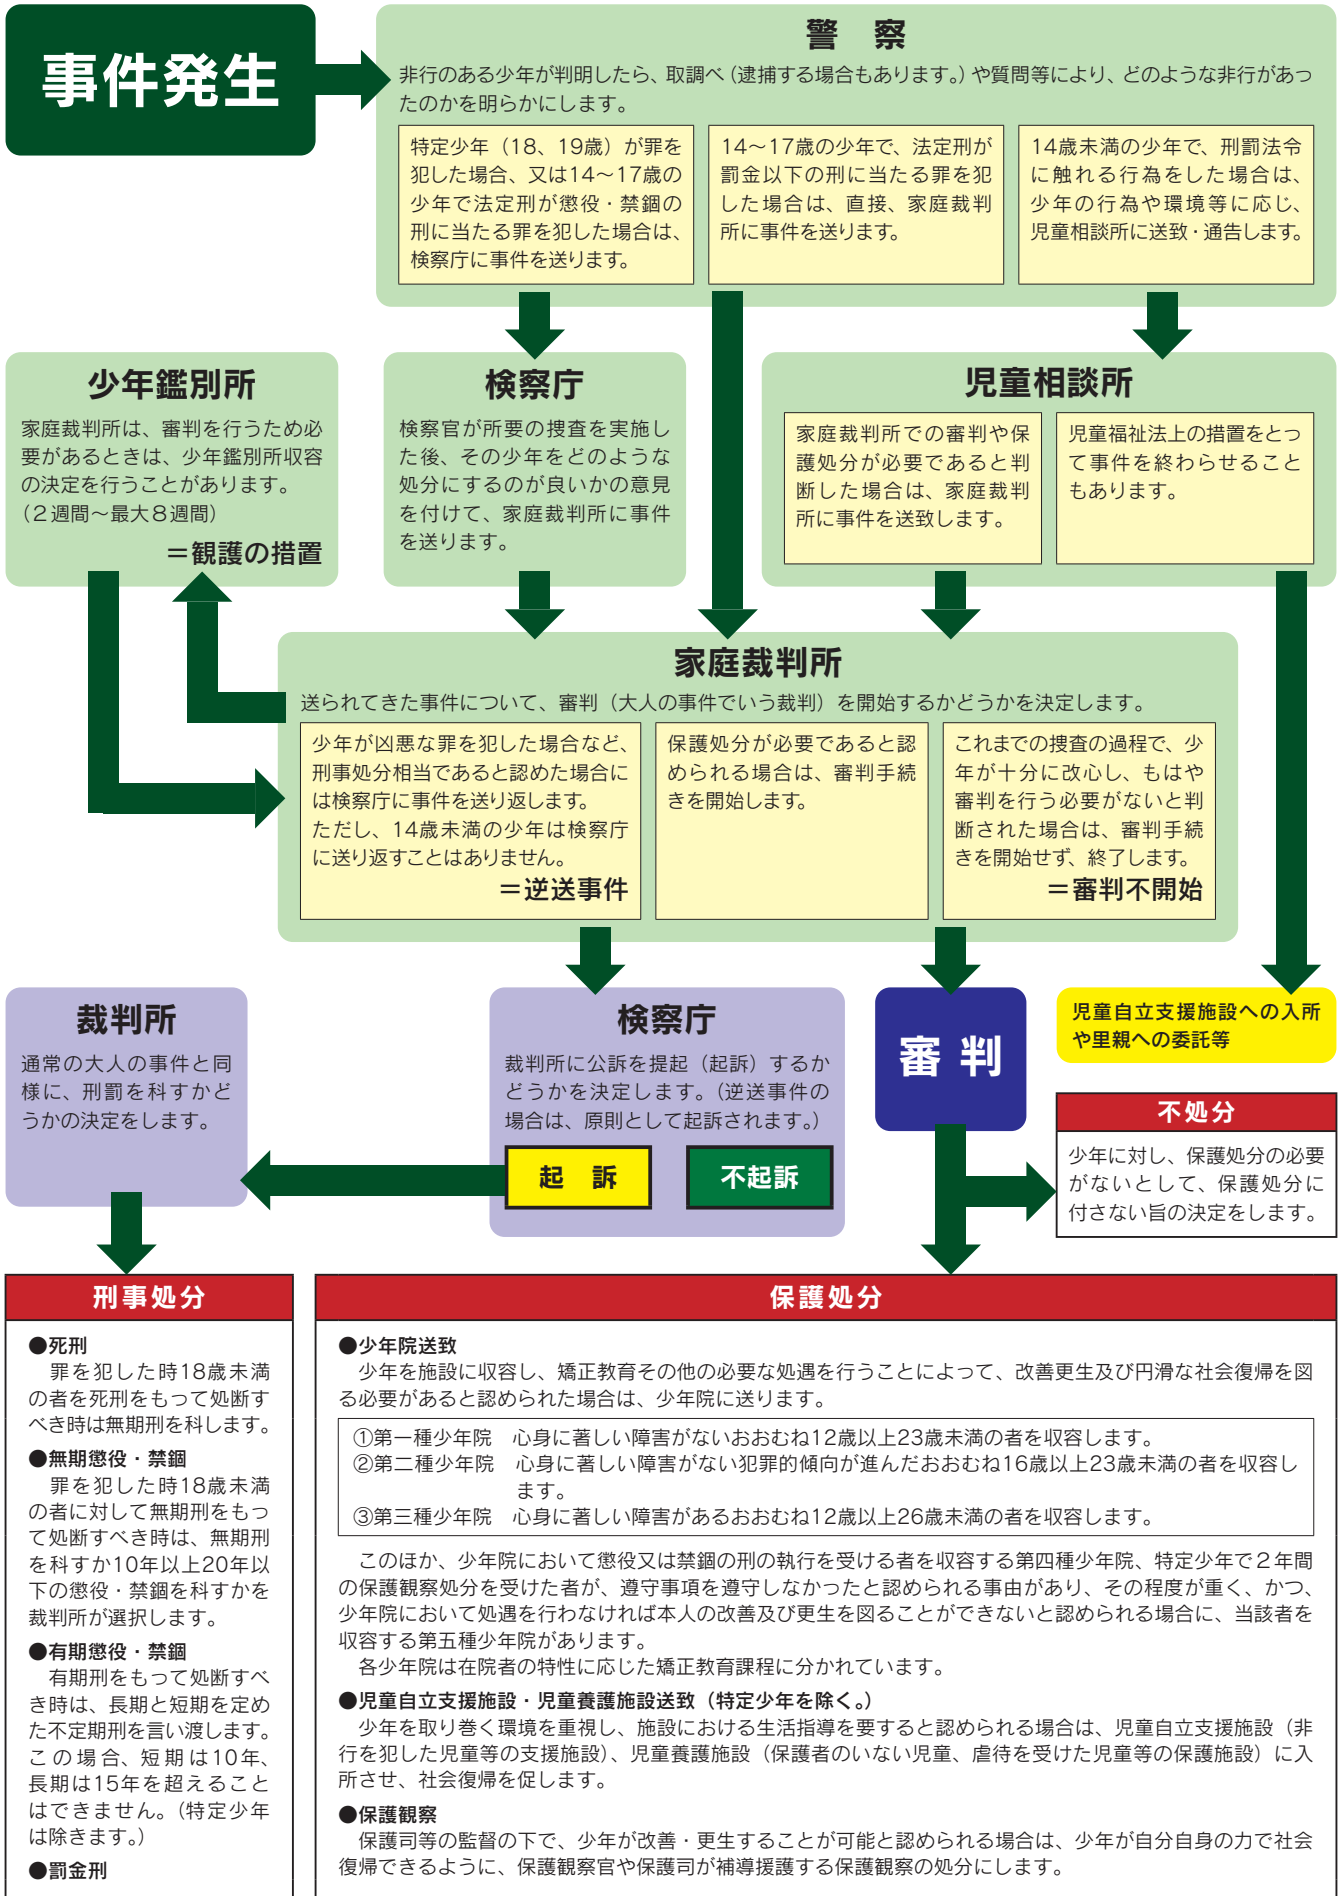 事件発生
警　察
非行のある少年が判明したら、取調べ（逮捕する場合もあります。）や質問等により、どのような非行があっ
たのかを明らかにします。
特定少年（18、19歳）が罪を
犯した場合、又は14～17歳の
少年で法定刑が懲役・禁錮の
刑に当たる罪を犯した場合は、
検察庁に事件を送ります。
14～17歳の少年で、法定刑が
罰金以下の刑に当たる罪を犯
した場合は、直接、家庭裁判
所に事件を送ります。
14歳未満の少年で、刑罰法令
に触れる行為をした場合は、
少年の行為や環境等に応じ、
児童相談所に送致・通告します。
少年鑑別所
家庭裁判所は、審判を行うため必
要があるときは、少年鑑別所収容
の決定を行うことがあります。
（２週間～最大８週間）
＝観護の措置
検察庁
検察官が所要の捜査を実施し
た後、その少年をどのような
処分にするのが良いかの意見
を付けて、家庭裁判所に事件
を送ります。
児童相談所
家庭裁判所での審判や保
護処分が必要であると判
断した場合は、家庭裁判
所に事件を送致します。
児童福祉法上の措置をとっ
て事件を終わらせること
もあります。
家庭裁判所
送られてきた事件について、審判（大人の事件でいう裁判）を開始するかどうかを決定します。
少年が凶悪な罪を犯した場合など、
刑事処分相当であると認めた場合に
は検察庁に事件を送り返します。
ただし、14歳未満の少年は検察庁
に送り返すことはありません。
＝逆送事件
保護処分が必要であると認
められる場合は、審判手続
きを開始します。
これまでの捜査の過程で、少
年が十分に改心し、もはや
審判を行う必要がないと判
断された場合は、審判手続
きを開始せず、終了します。
＝審判不開始
裁判所
通常の大人の事件と同
様に、刑罰を科すかど
うかの決定をします。
検察庁
裁判所に公訴を提起（起訴）するか
どうかを決定します。（逆送事件の
場合は、原則として起訴されます。）
起　訴
不起訴
審 判
児童自立支援施設への入所
や里親への委託等
不処分
少年に対し、保護処分の必要
がないとして、保護処分に
付さない旨の決定をします。
刑事処分
●死刑
　罪を犯した時18歳未満
の者を死刑をもって処断す
べき時は無期刑を科します。
●無期懲役・禁錮
　罪を犯した時18歳未満
の者に対して無期刑をもっ
て処断すべき時は、無期刑
を科すか10年以上20年以
下の懲役・禁錮を科すかを
裁判所が選択します。
●有期懲役・禁錮
　有期刑をもって処断すべ
き時は、長期と短期を定め
た不定期刑を言い渡します。
この場合、短期は10年、
長期は15年を超えること
はできません。（特定少年
は除きます。）
●罰金刑
保護処分
●少年院送致
　少年を施設に収容し、矯正教育その他の必要な処遇を行うことによって、改善更生及び円滑な社会復帰を図
る必要があると認められた場合は、少年院に送ります。
①第一種少年院　心身に著しい障害がないおおむね12歳以上23歳未満の者を収容します。
②第二種少年院　心身に著しい障害がない犯罪的傾向が進んだおおむね16歳以上23歳未満の者を収容し
ます。
③第三種少年院　心身に著しい障害があるおおむね12歳以上26歳未満の者を収容します。
　このほか、少年院において懲役又は禁錮の刑の執行を受ける者を収容する第四種少年院、特定少年で２年間
の保護観察処分を受けた者が、遵守事項を遵守しなかったと認められる事由があり、その程度が重く、かつ、
少年院において処遇を行わなければ本人の改善及び更生を図ることができないと認められる場合に、当該者を
収容する第五種少年院があります。
　各少年院は在院者の特性に応じた矯正教育課程に分かれています。
●児童自立支援施設・児童養護施設送致（特定少年を除く。）
　少年を取り巻く環境を重視し、施設における生活指導を要すると認められる場合は、児童自立支援施設（非
行を犯した児童等の支援施設）、児童養護施設（保護者のいない児童、虐待を受けた児童等の保護施設）に入
所させ、社会復帰を促します。
●保護観察
　保護司等の監督の下で、少年が改善・更生することが可能と認められる場合は、少年が自分自身の力で社会
復帰できるように、保護観察官や保護司が補導援護する保護観察の処分にします。